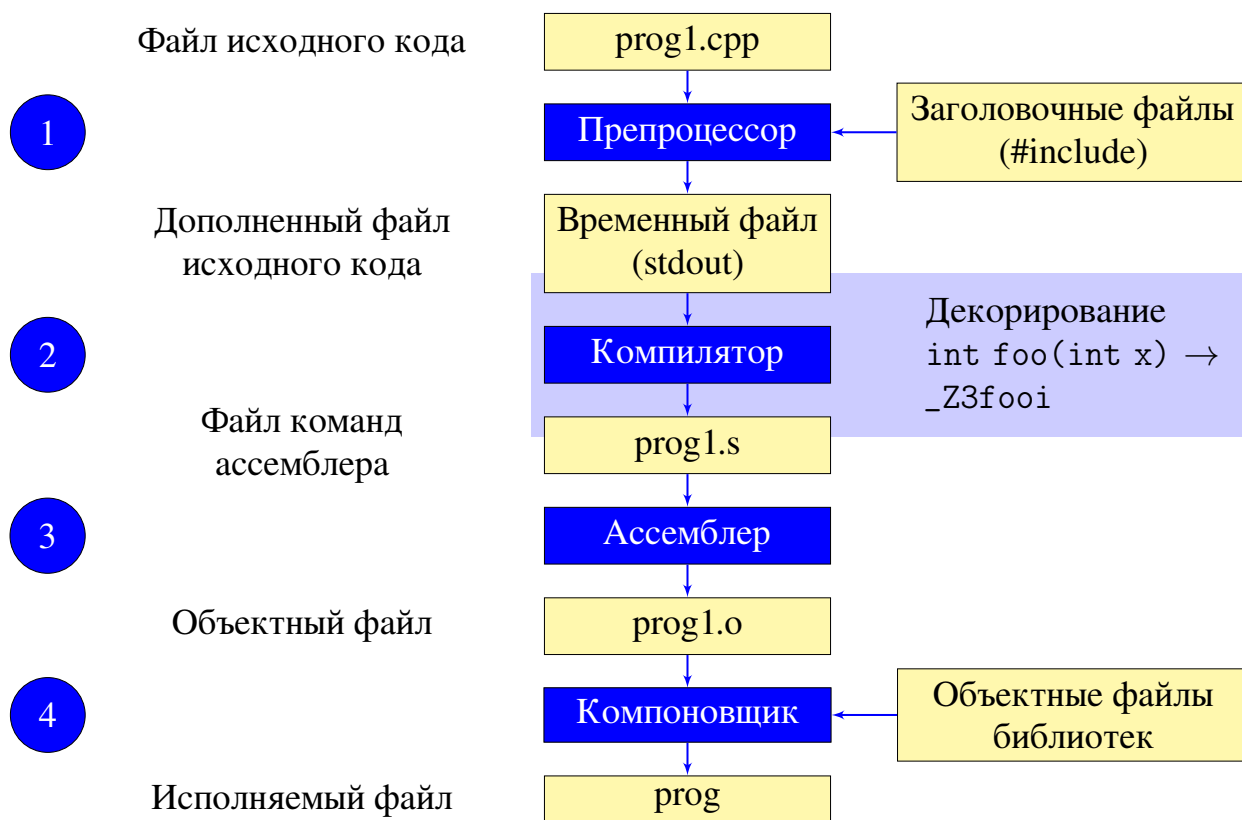 Файл исходного кода
prog1.cpp
1
Препроцессор
Заголовочные файлы
(#include)
Дополненный файл
исходного кода
Временный файл
(stdout)
2
Компилятор
Декорирование
int foo(int x) →
_Z3fooi
Файл команд
ассемблера
prog1.s
3
Ассемблер
Объектный файл
prog1.o
4
Компоновщик
Объектные файлы
библиотек
Исполняемый файл
prog